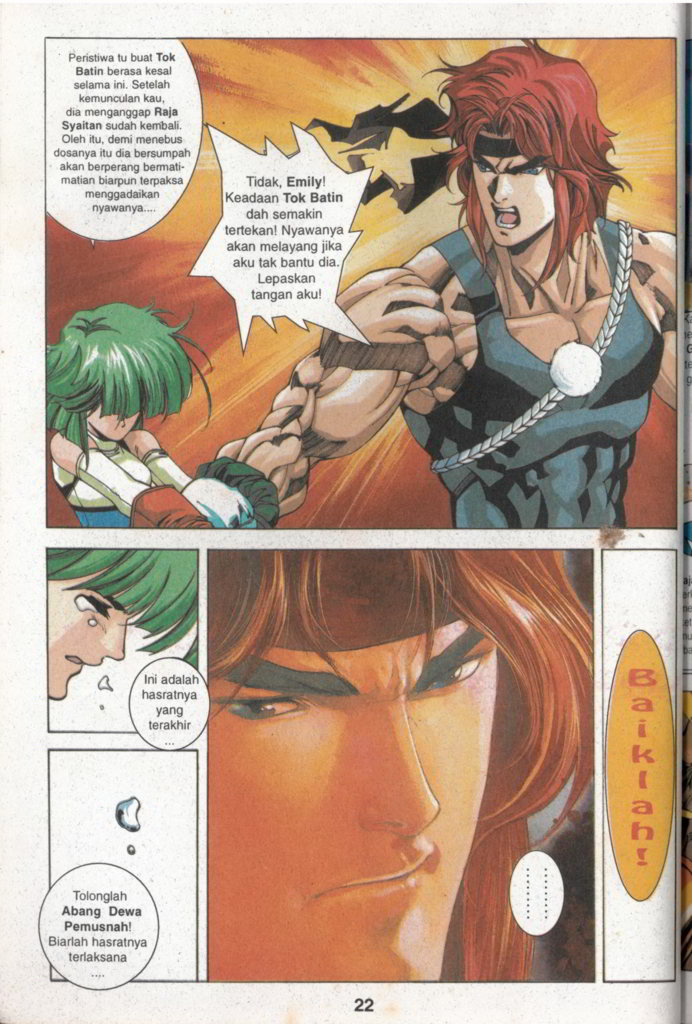 Peristiwa tu buat Tok
Batin berasa kesal
selama ini. Setelah
kemunculan kau,
dia menganggap Raja
Syaitan sudah kembali.
Oleh itu, demi menebus
dosanya itu dia bersumpah
akan berperang bermati-
matian biarpun terpaksa
menggadaikan
nyawanya....
Tidak, Emily!
Keadaan Tok Batin
dah semakin
tertekan! Nyawanya
akan melayang jika
aku tak bantu dia.
Lepaskan
tangan aku!
Ini adalah
hasratnya
yang
terakhir
...
Tolonglah
Abang Dewa
Pemusnah!
Biarlah hasratnya
terlaksana
....
Baiklah!
22